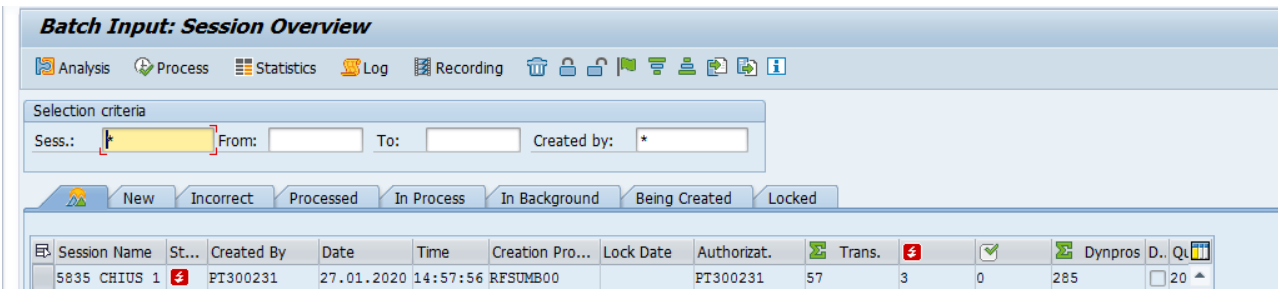 Batch Input: Session Overview
Analysis Process Statistics Log Recording
Selection criteria
Sess.: * From: To: Created by: *
New Incorrect Processed In Process In Background Being Created Locked
Session Name St... Created By Date Time Creation Pro... Lock Date Authorizat. Trans. Dynpros D..
5835 CHIUS 1 PT300231 27.01.2020 14:57:56 RFSUMB00 PT300231 57 3 0 285 20